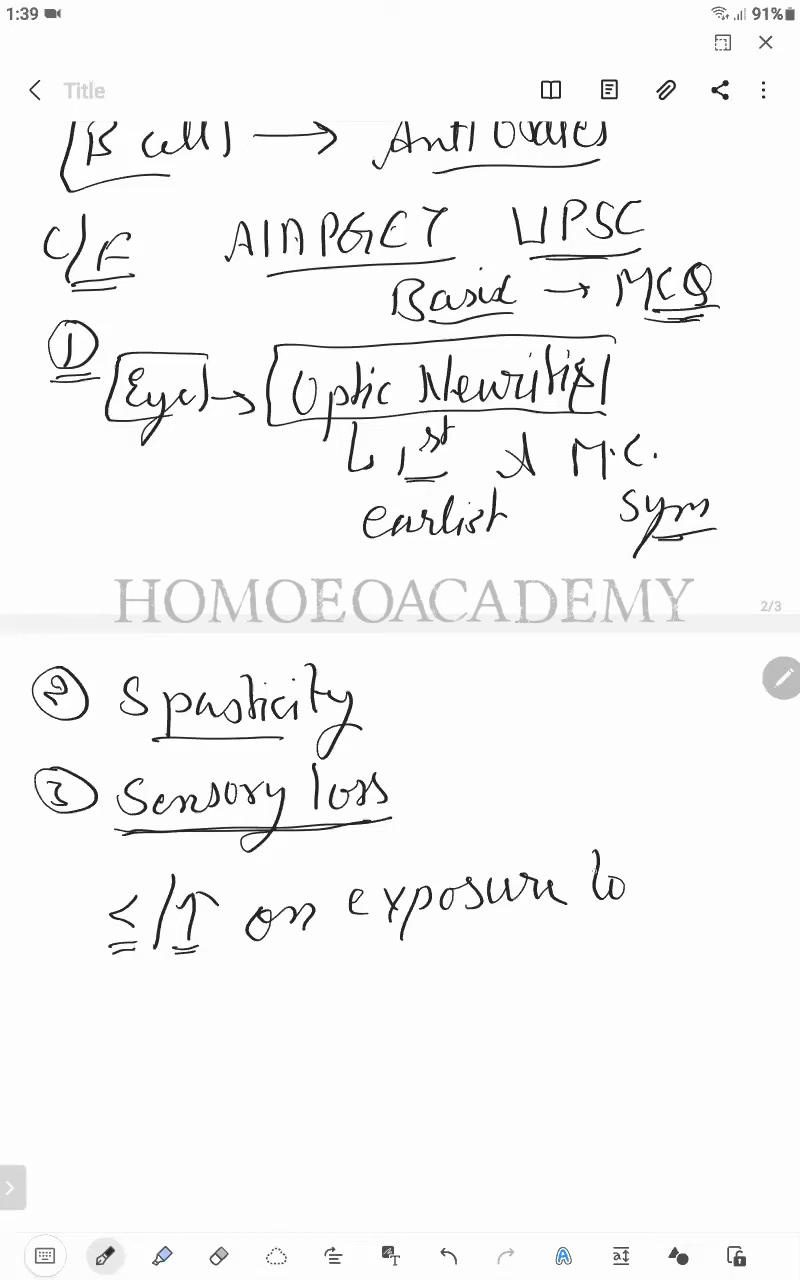 1:39 91%
Title
[B cell] → Antibodies
C/F AIAPGET UPSC
Basic → MCQ
① [Eye] → [Optic Neuritis]
↳ 1st & M.C.
earlist sym
HOMOEOACADEMY
2/3
② Spasticity
③ Sensory loss
</↑ on exposure to